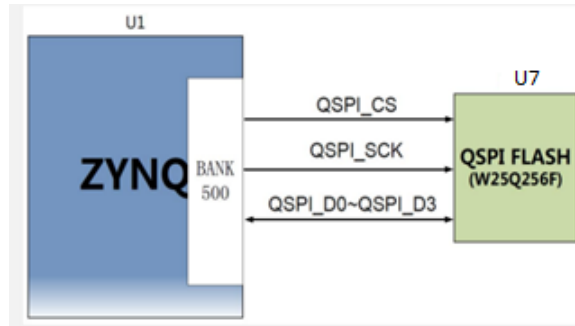 U1
U7
QSPI_CS
QSPI_SCK
QSPI_D0~QSPI_D3
ZYNQ
BANK
500
QSPI FLASH
(W25Q256F)